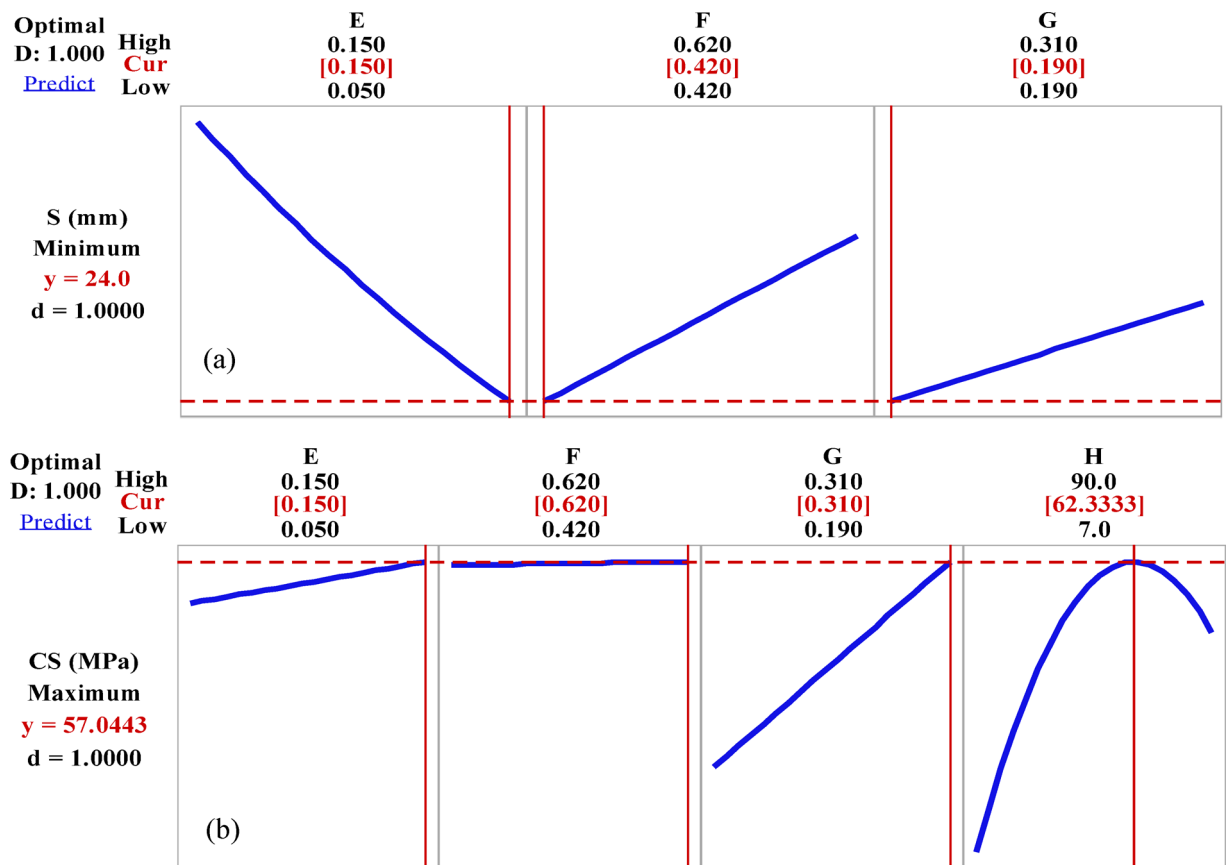 Optimal
D: 1.000
Predict
High
Cur
Low
E
0.150
[0.150]
0.050
F
0.620
[0.420]
0.420
G
0.310
[0.190]
0.190
S (mm)
Minimum
y = 24.0
d = 1.0000
(a)
Optimal
D: 1.000
Predict
High
Cur
Low
E
0.150
[0.150]
0.050
F
0.620
[0.620]
0.420
G
0.310
[0.310]
0.190
H
90.0
[62.3333]
7.0
CS (MPa)
Maximum
y = 57.0443
d = 1.0000
(b)